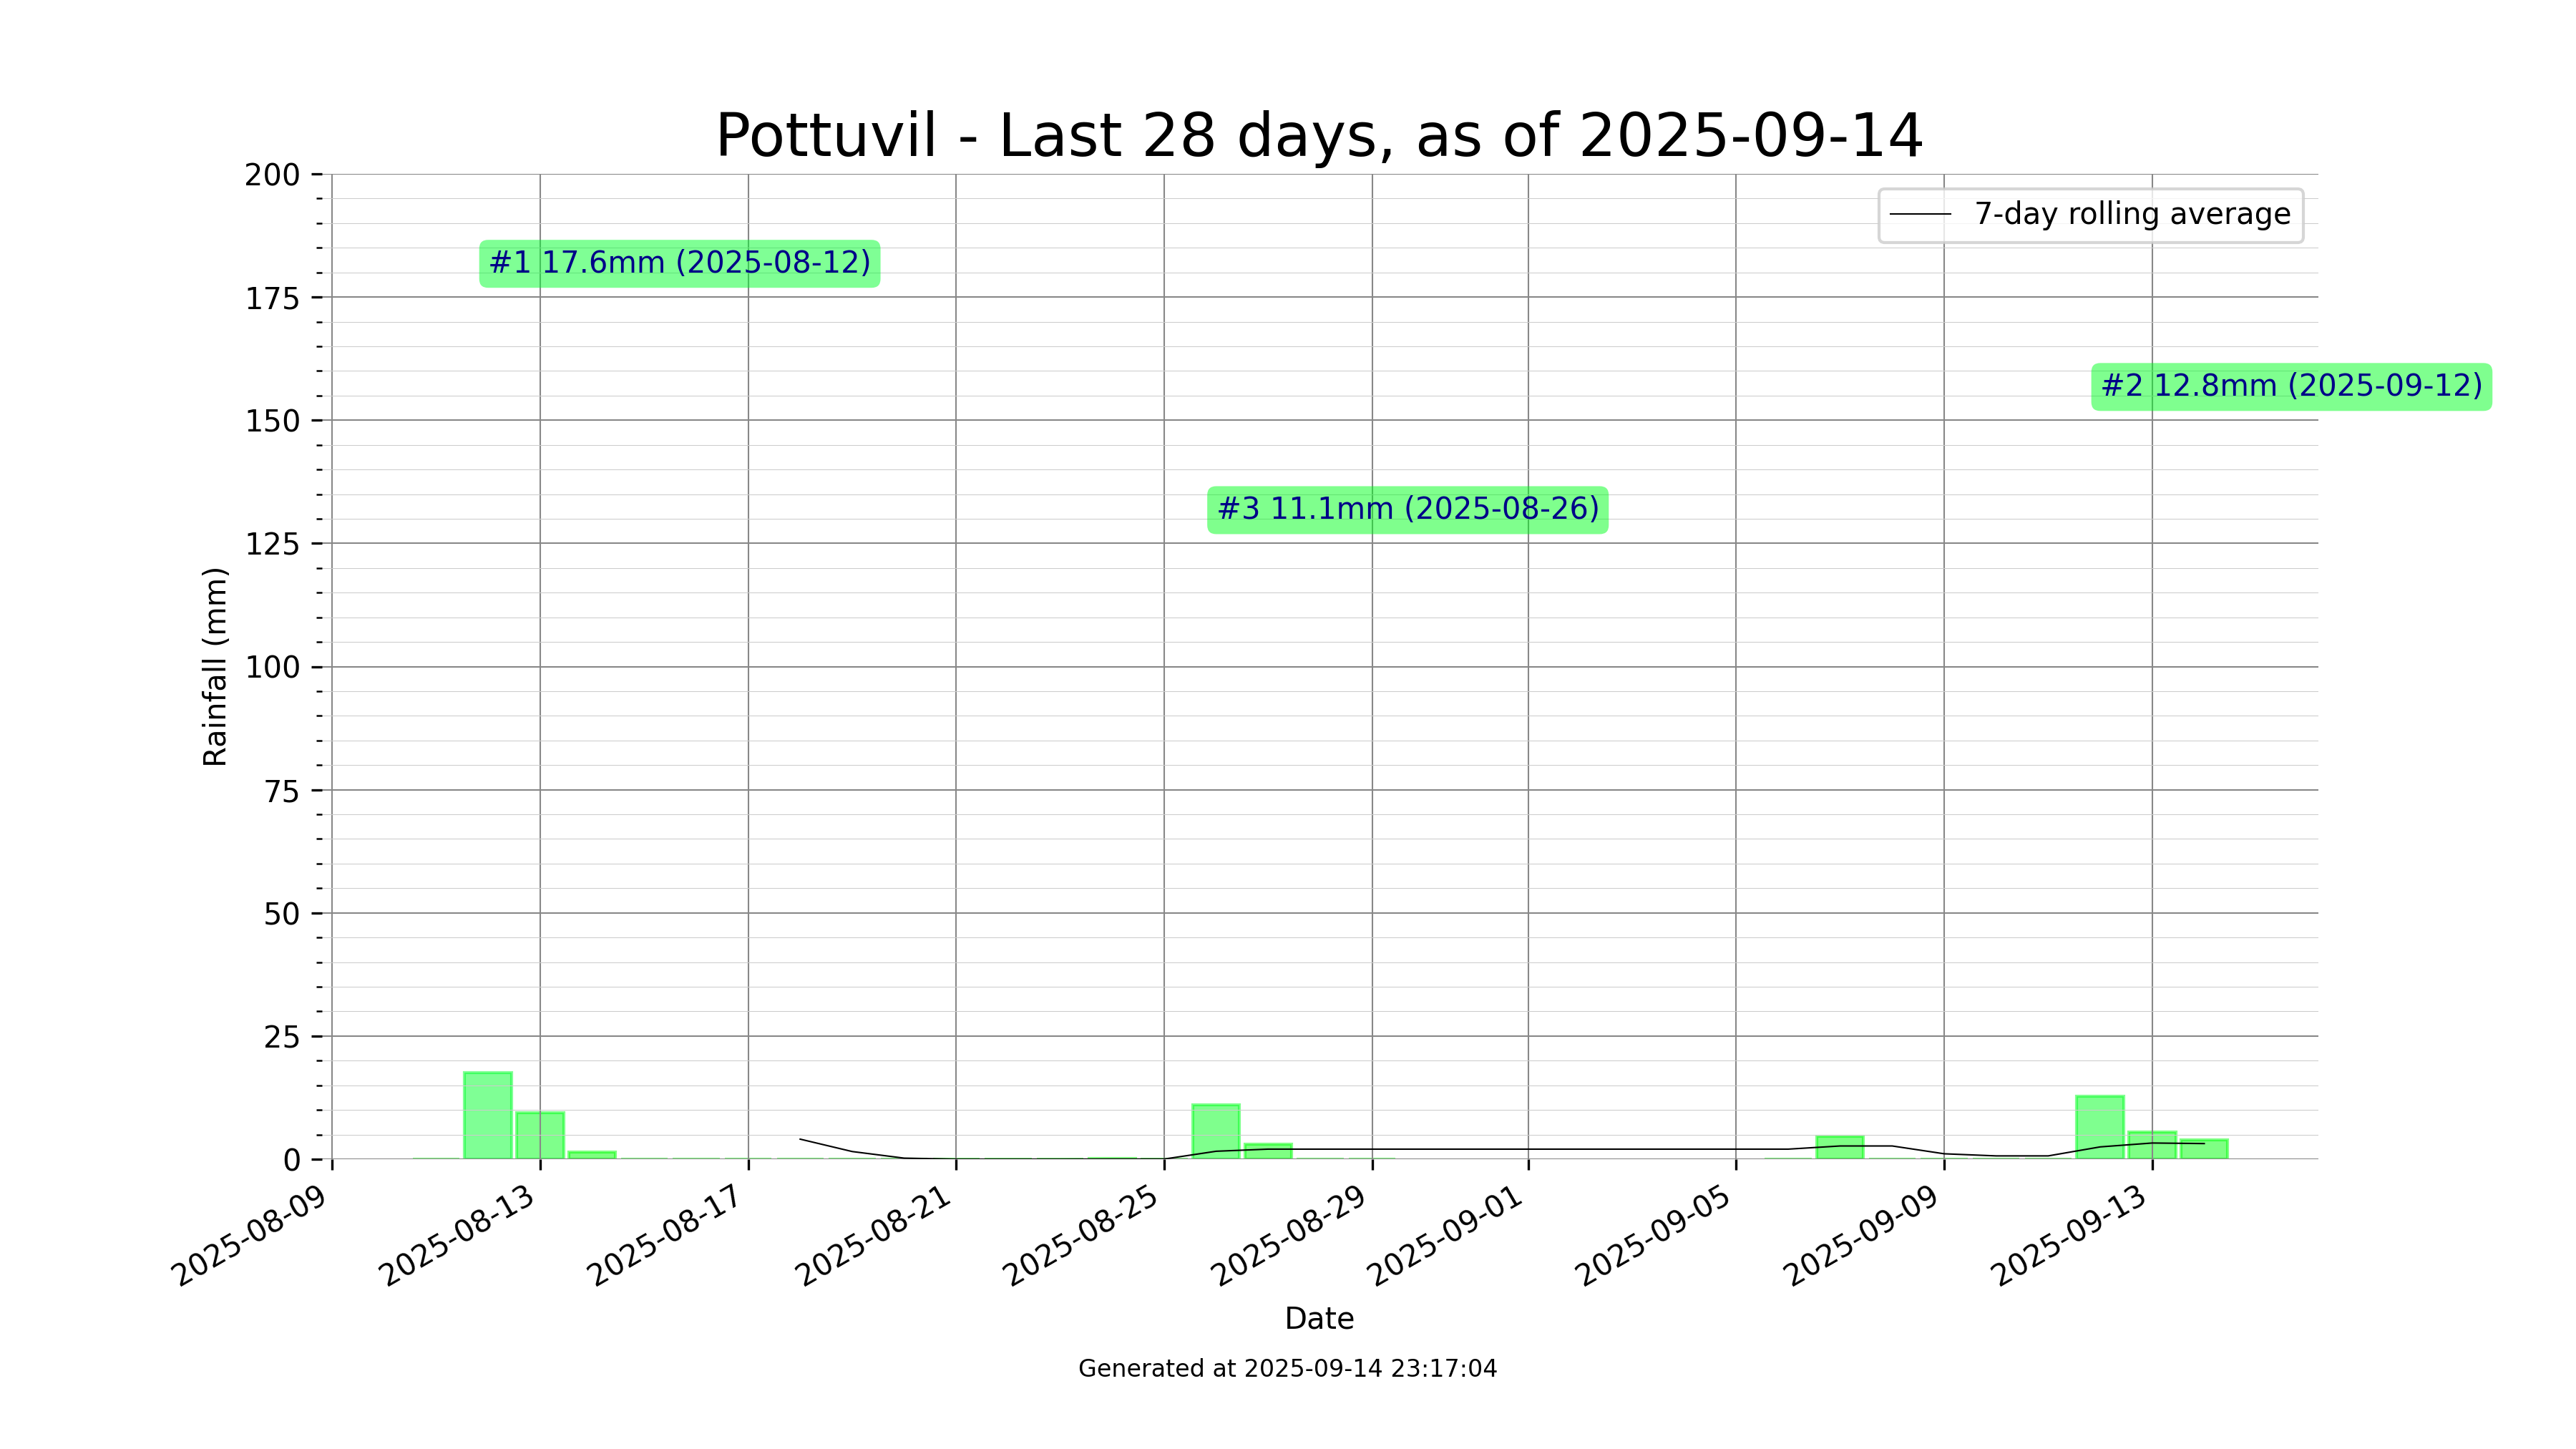 Pottuvil - Last 28 days, as of 2025-09-14
7-day rolling average
#1 17.6mm (2025-08-12)
#2 12.8mm (2025-09-12)
#3 11.1mm (2025-08-26)
Rainfall (mm)
200
175
150
125
100
75
50
25
0
2025-08-09
2025-08-13
2025-08-17
2025-08-21
2025-08-25
2025-08-29
2025-09-01
2025-09-05
2025-09-09
2025-09-13
Date
Generated at 2025-09-14 23:17:04